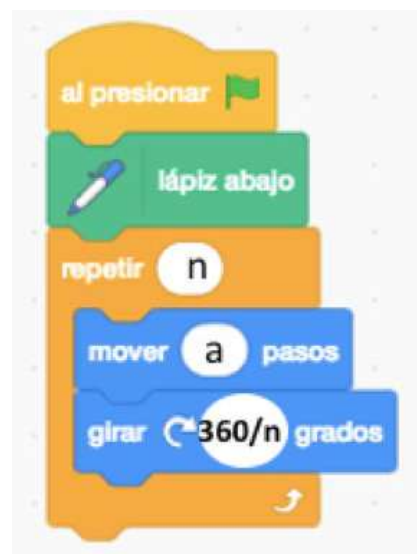 al presionar
lápiz abajo
repetir n
mover a pasos
girar 360/n grados